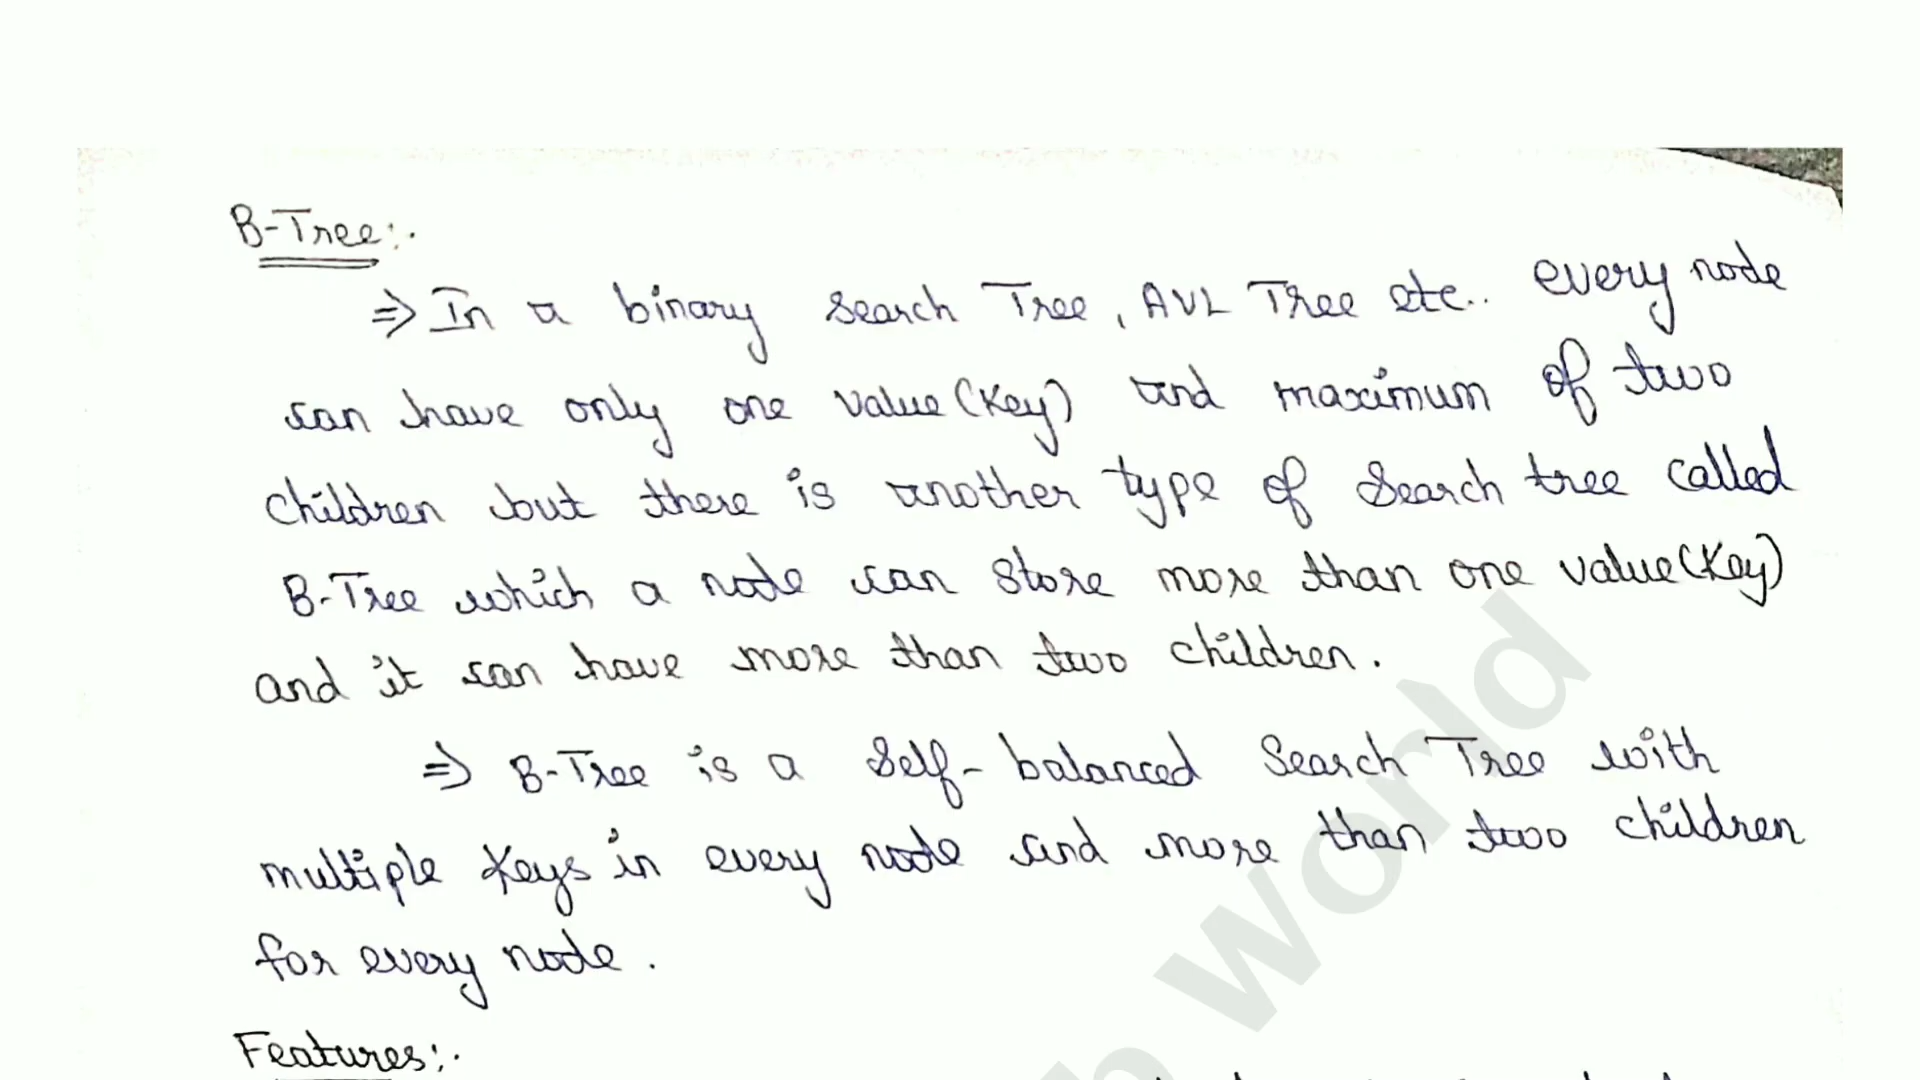 B-Tree:-
⇒ In a binary search Tree, AVL Tree etc.. every node
can have only one value (Key) and maximum of two
children but there is another type of Search tree called
B-Tree which a node can store more than one value (Key)
and it can have more than two children.
⇒ B-Tree is a Self-balanced Search Tree with
multiple Keys in every node and more than two children
for every node.
Features:-
world